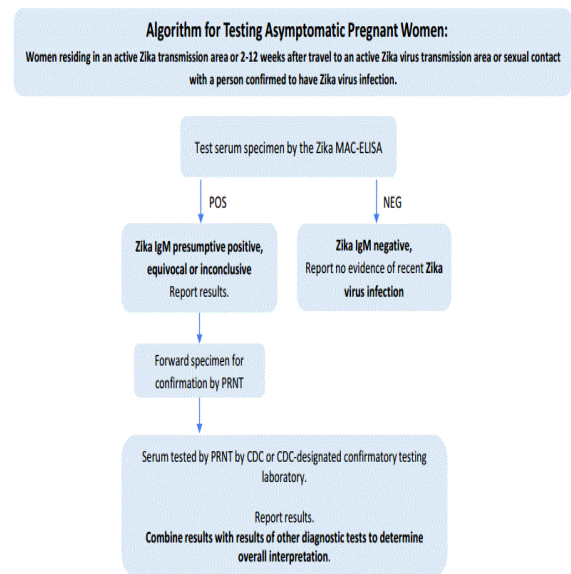 Algorithm for Testing Asymptomatic Pregnant Women:
Women residing in an active Zika transmission area or 2-12 weeks after travel to an active Zika virus transmission area or sexual contact
with a person confirmed to have Zika virus infection.
Test serum specimen by the Zika MAC-ELISA
POS
NEG
Zika IgM presumptive positive,
equivocal or inconclusive
Report results.
Zika IgM negative,
Report no evidence of recent Zika
virus infection
Forward specimen for
confirmation by PRNT
Serum tested by PRNT by CDC or CDC-designated confirmatory testing
laboratory.
Report results.
Combine results with results of other diagnostic tests to determine
overall interpretation.